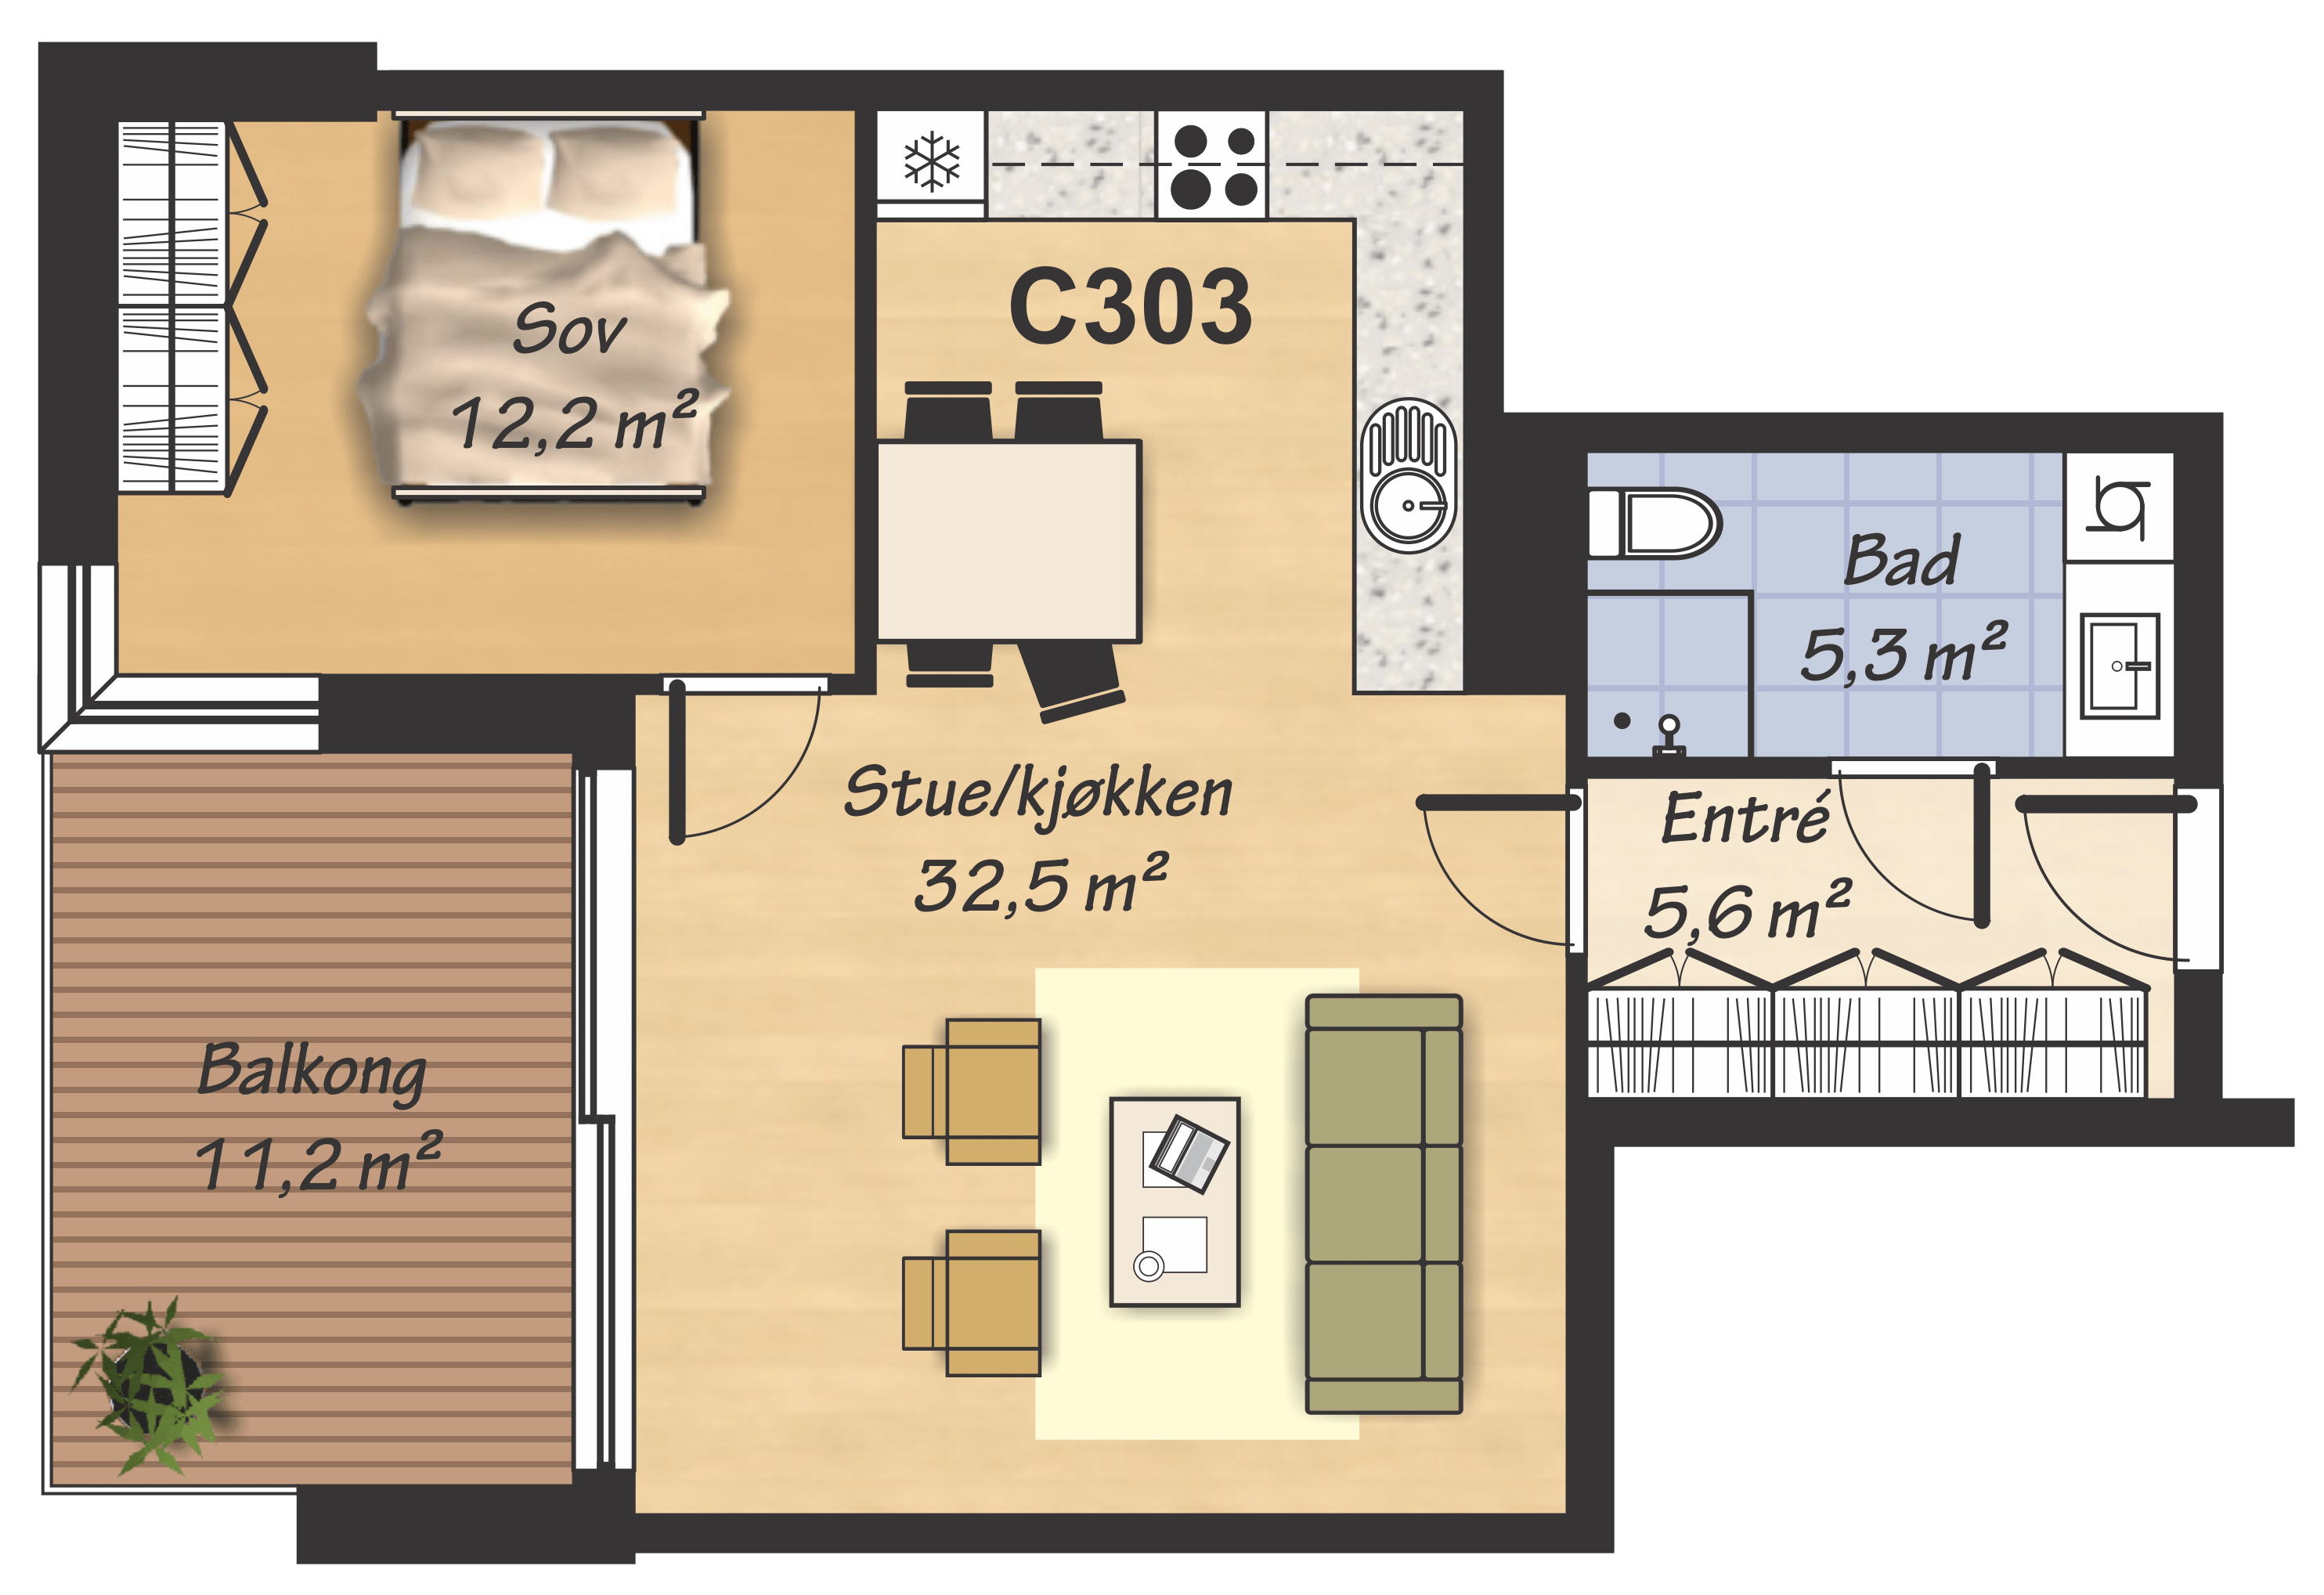 C303
Sov
12,2 m²
Bad
5,3 m²
Stue/kjøkken
32,5 m²
Entré
5,6 m²
Balkong
11,2 m²